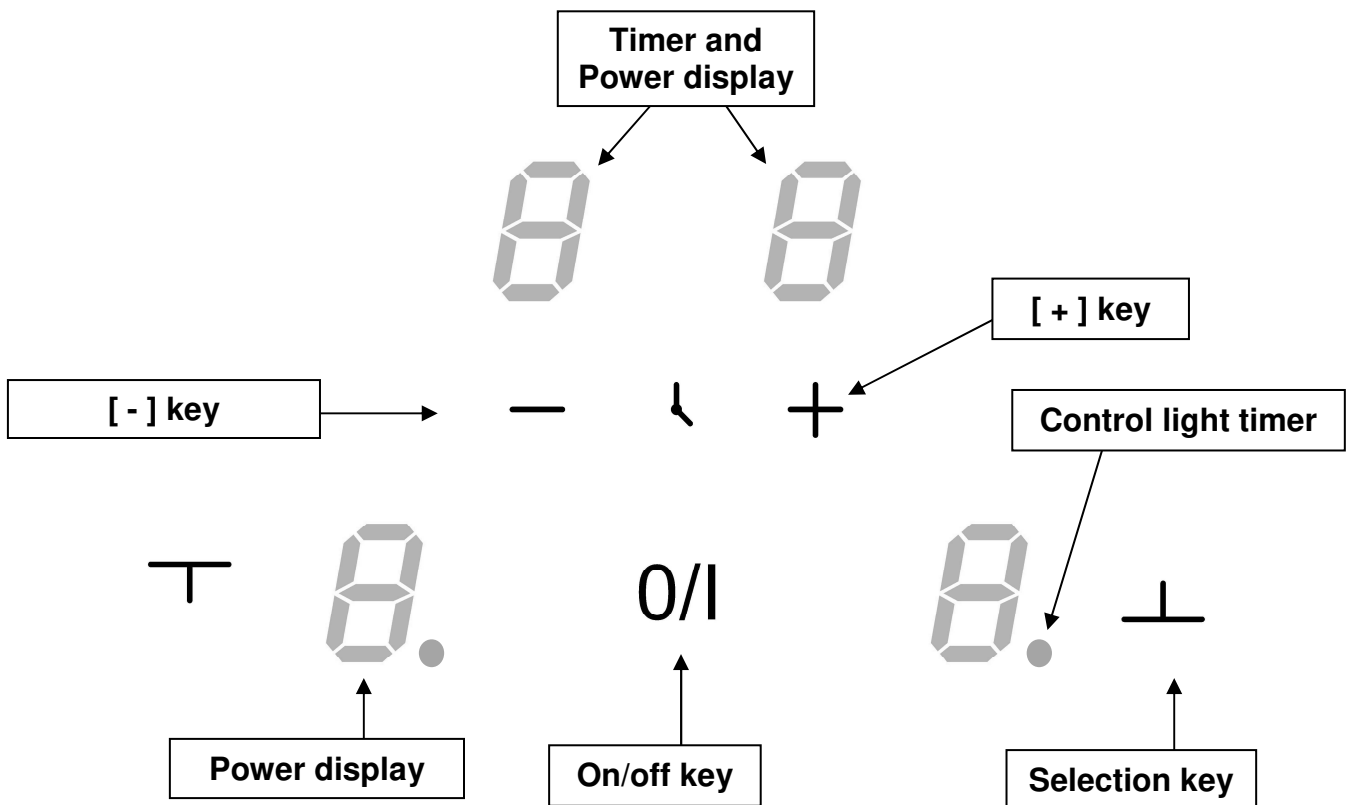 Timer and
Power display
[ + ] key
[ - ] key
Control light timer
0/I
Power display
On/off key
Selection key